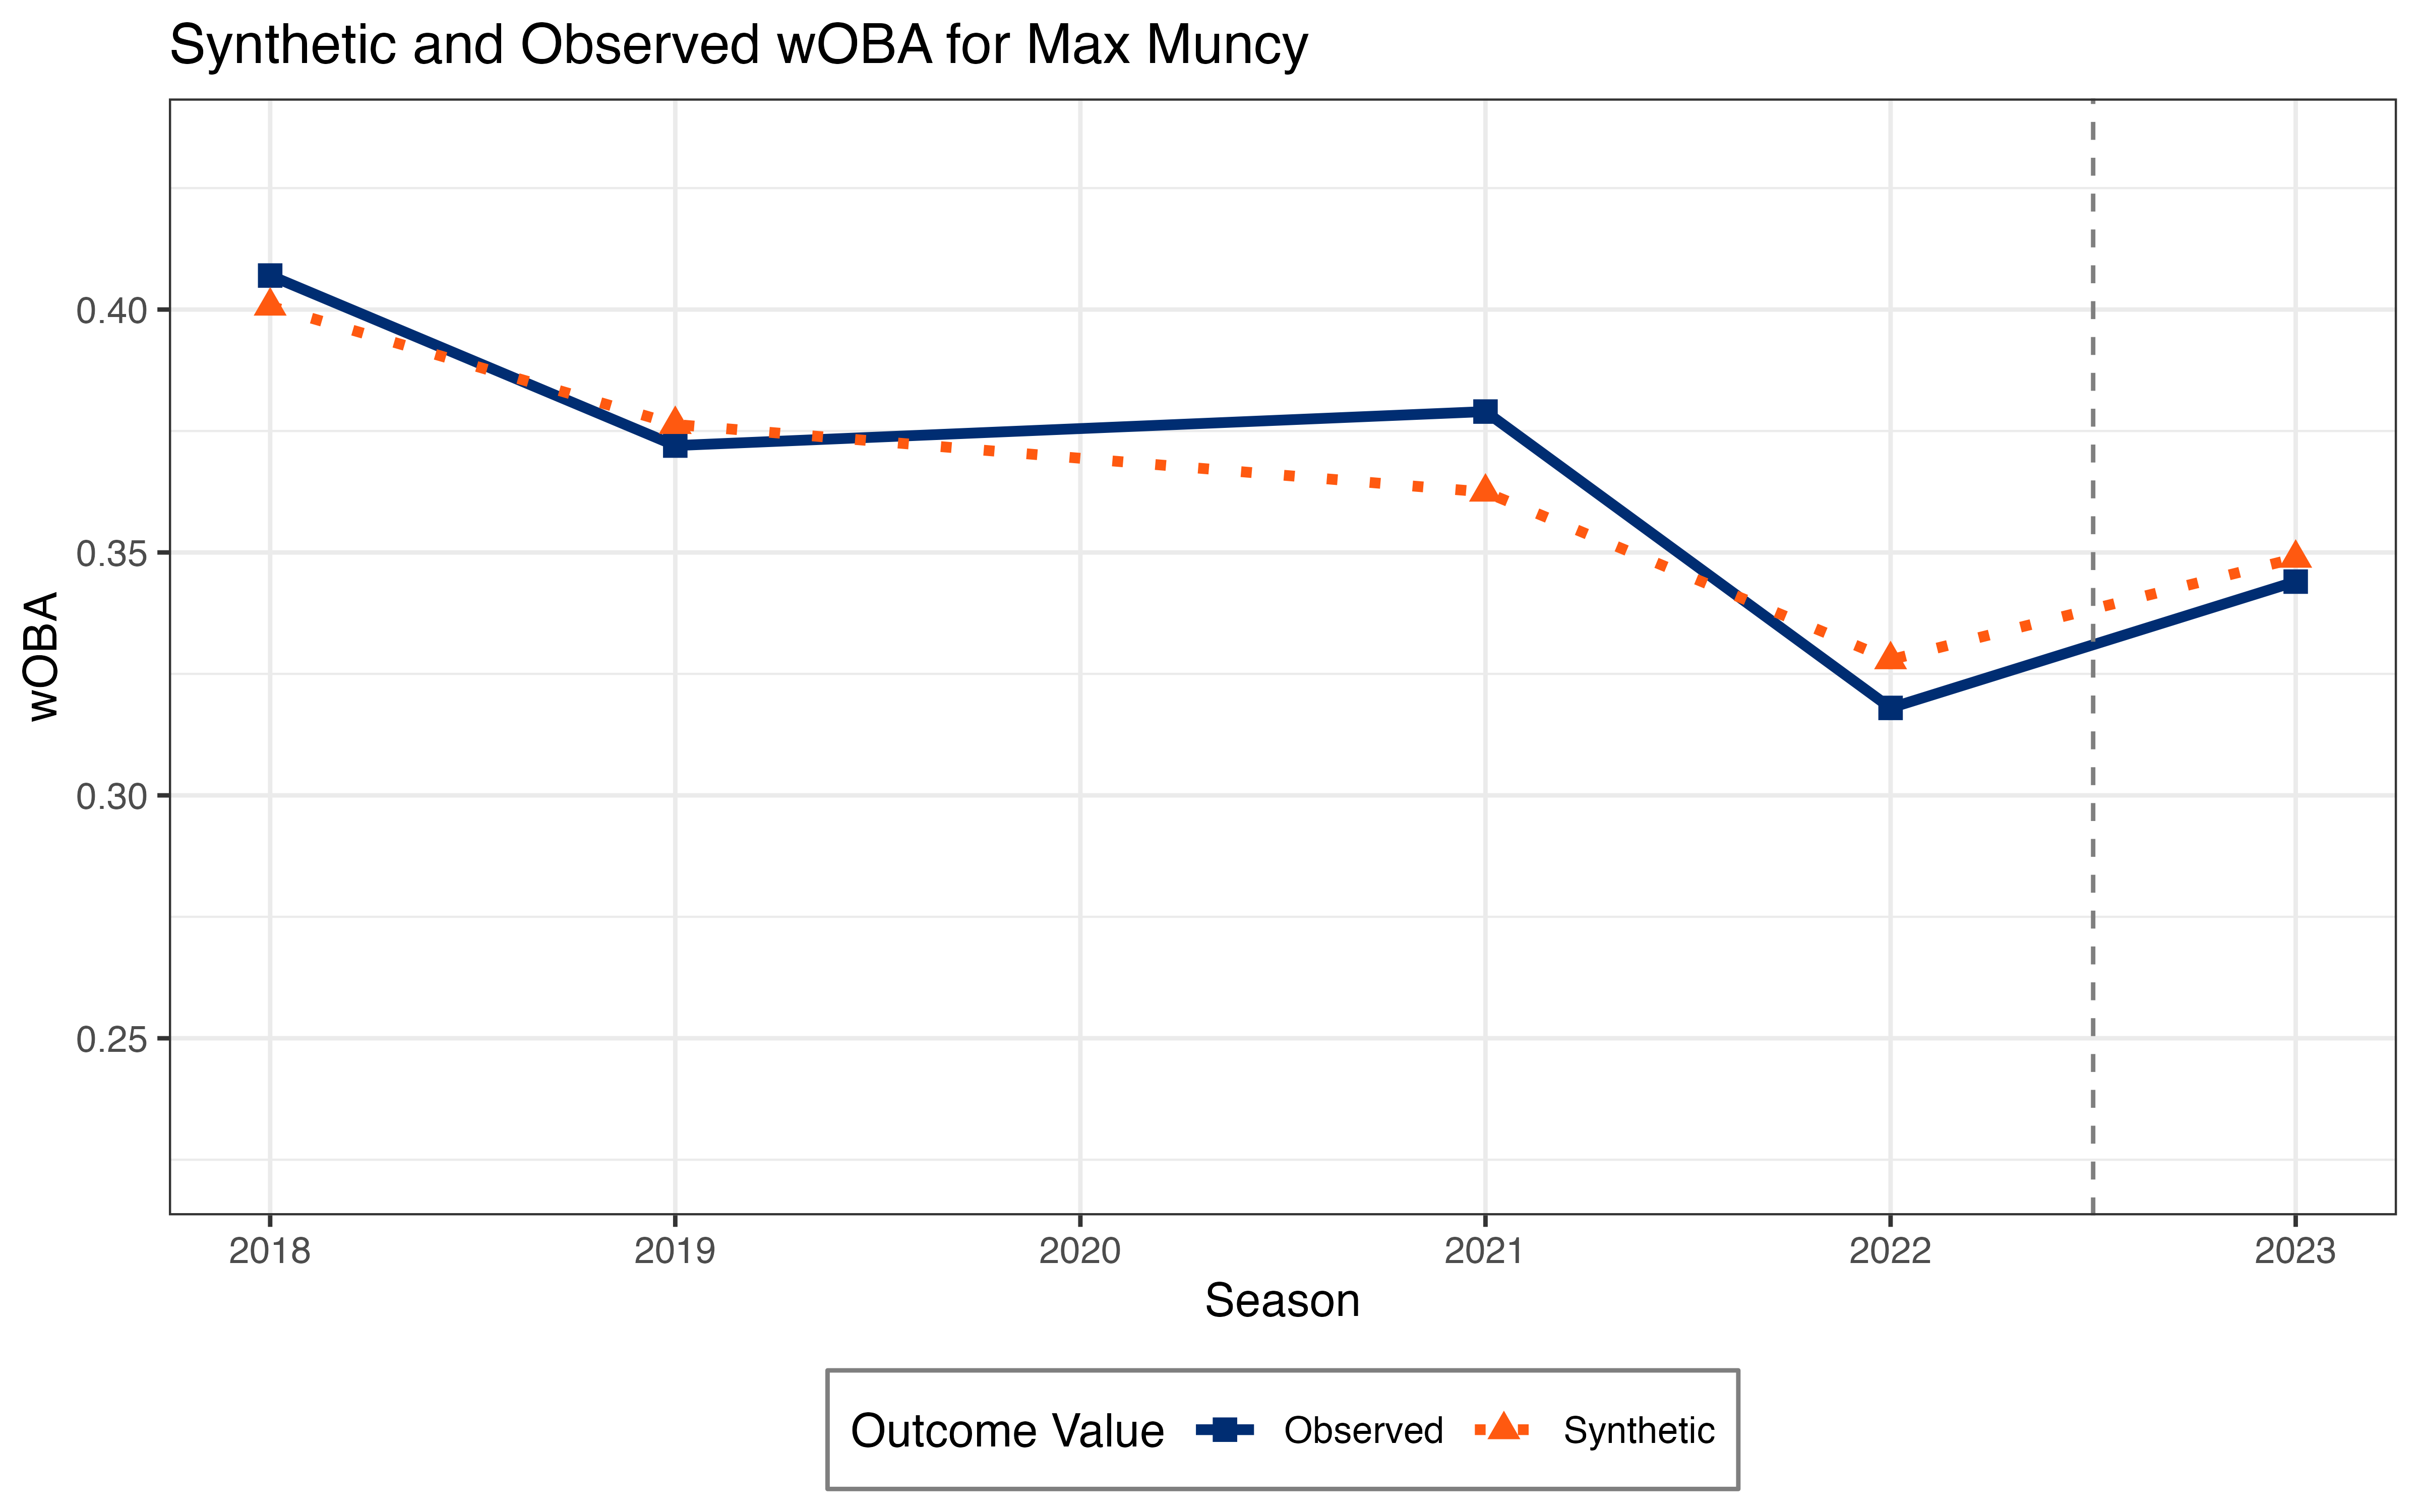 Synthetic and Observed wOBA for Max Muncy
wOBA
0.40
0.35
0.30
0.25
2018 2019 2020 2021 2022 2023
Season
Outcome Value Observed Synthetic